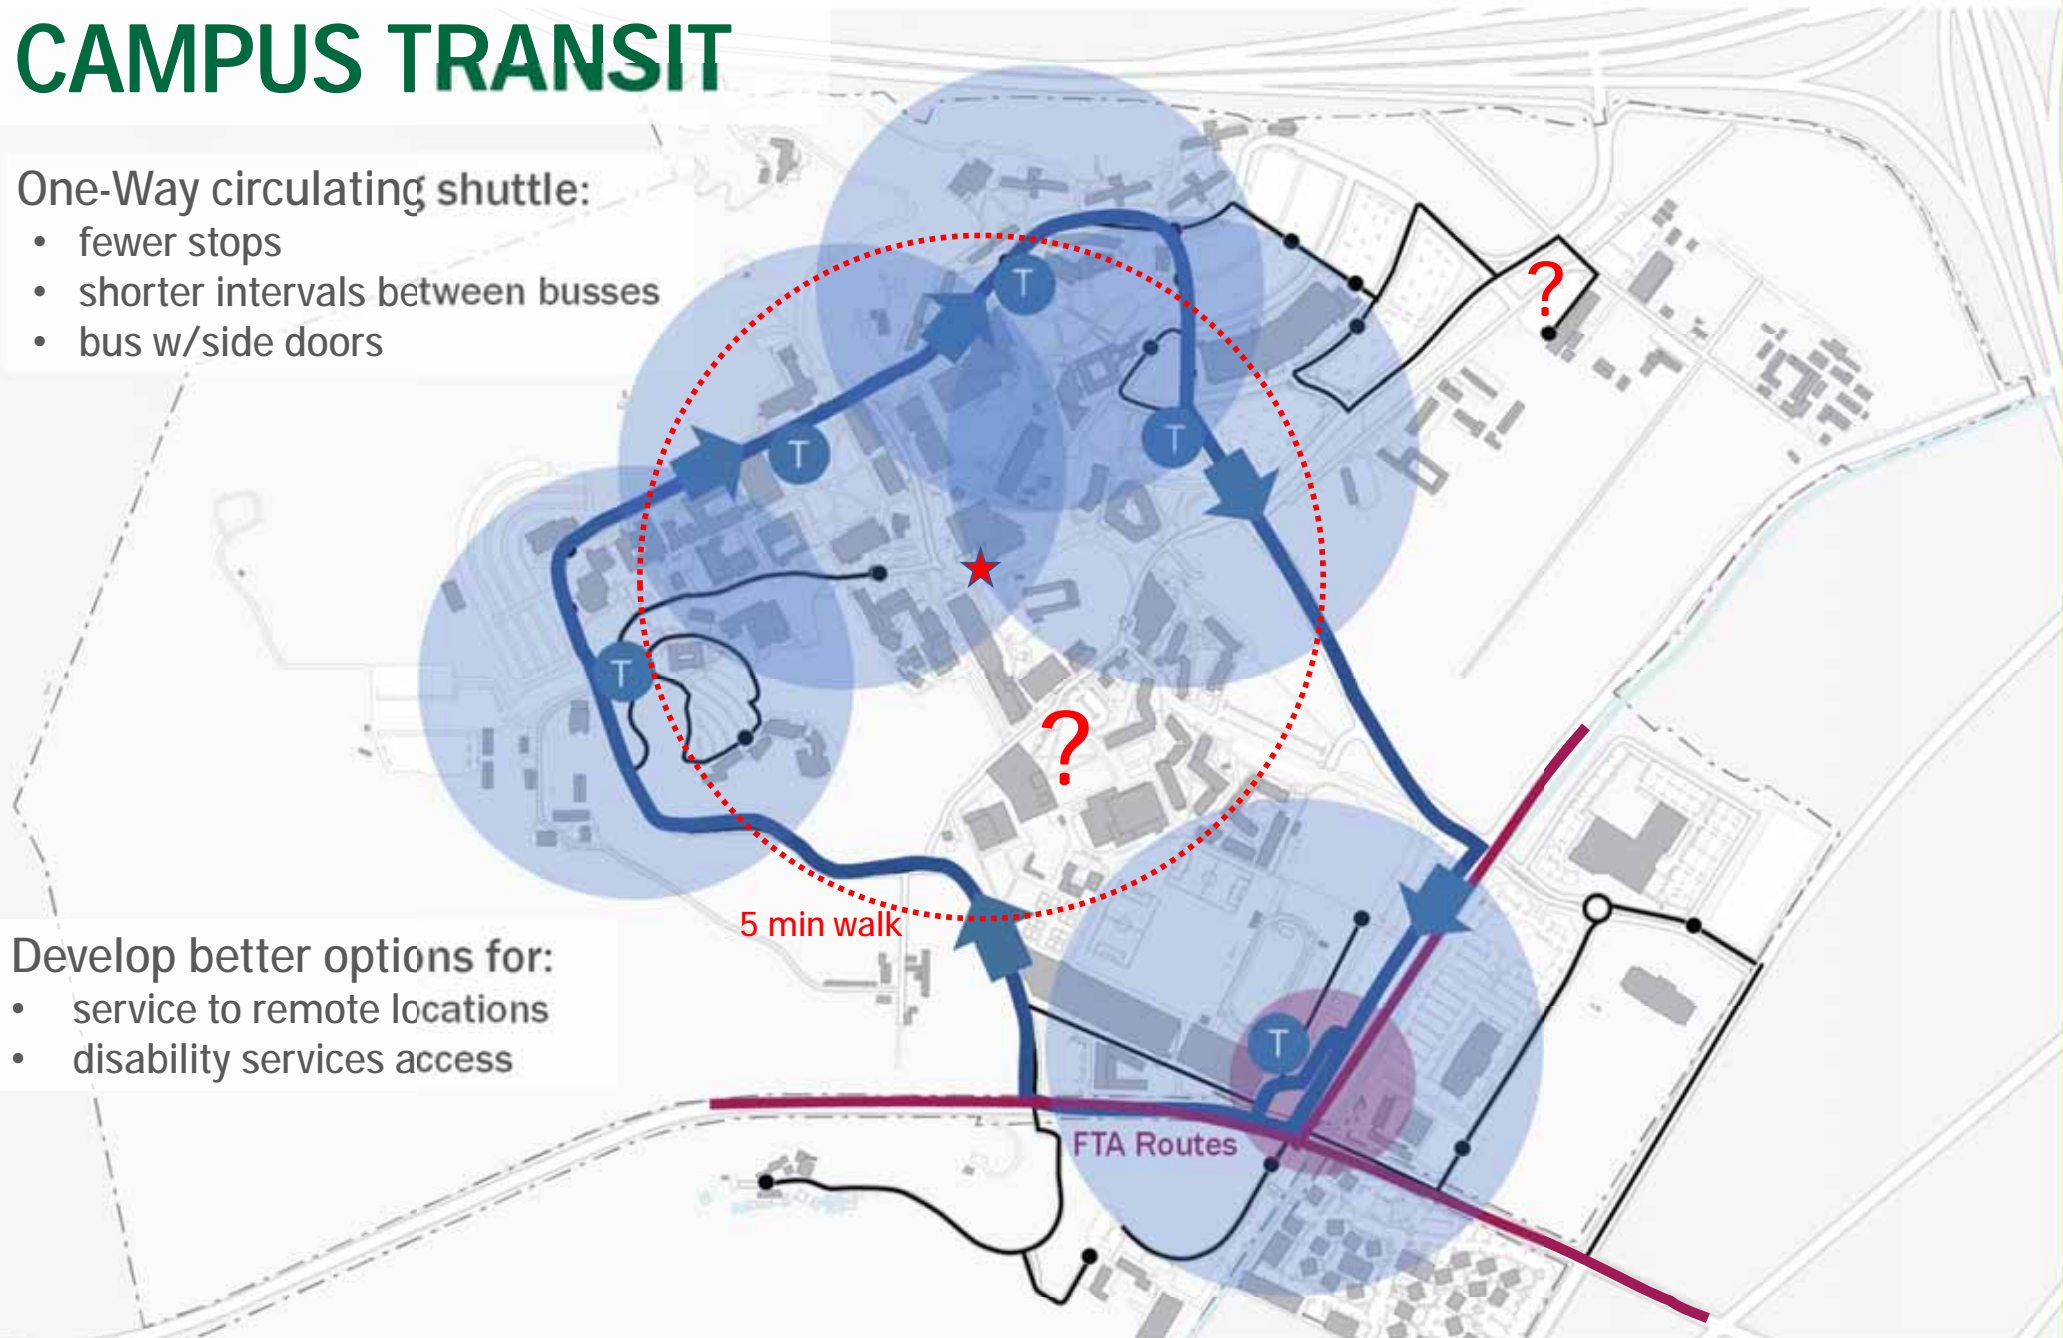 CAMPUS TRANSIT
One-Way circulating shuttle:
• fewer stops
• shorter intervals between busses
• bus w/side doors
?
T
T
T
T
?
5 min walk
Develop better options for:
• service to remote locations
• disability services access
T
FTA Routes